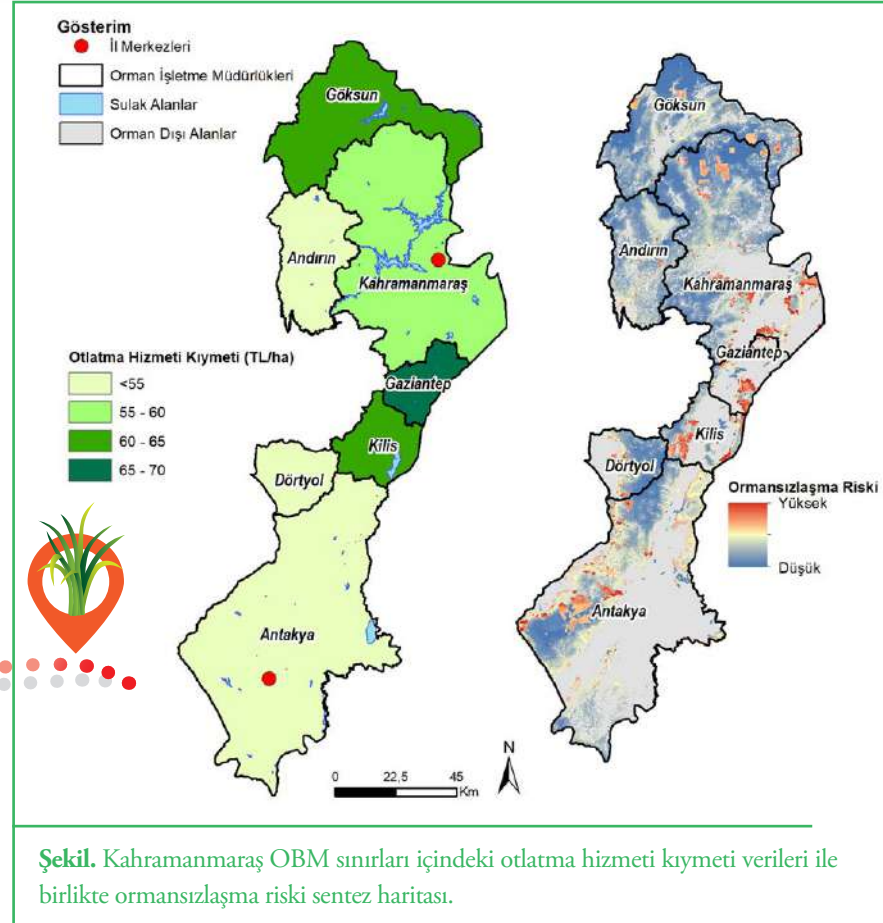 Gösterim
İl Merkezleri
Orman İşletme Müdürlükleri
Sulak Alanlar
Orman Dışı Alanlar
Göksun
Andırın
Kahramanmaraş
Gaziantep
Kilis
Dörtyol
Antakya
Otlatma Hizmeti Kıymeti (TL/ha)
<55
55 - 60
60 - 65
65 - 70
Göksun
Andırın
Kahramanmaraş
Gaziantep
Kilis
Dörtyol
Antakya
Ormansızlaşma Riski
Yüksek
Düşük
N
0 22,5 45
Km
Şekil. Kahramanmaraş OBM sınırları içindeki otlatma hizmeti kıymeti verileri ile
birlikte ormansızlaşma riski sentez haritası.